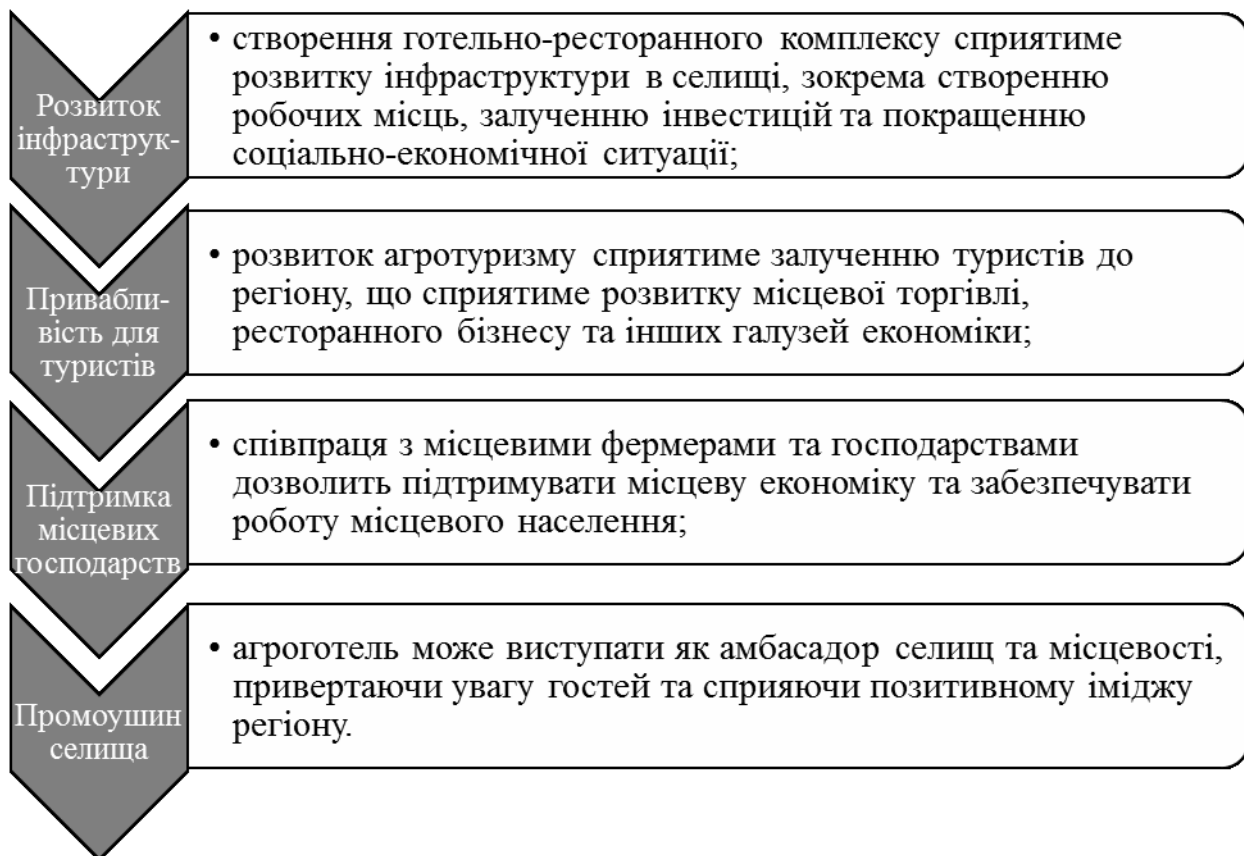 Розвиток
інфраструк-
тури
• створення готельно-ресторанного комплексу сприятиме
розвитку інфраструктури в селищі, зокрема створенню
робочих місць, залученню інвестицій та покращенню
соціально-економічної ситуації;
Привабли-
вість для
туристів
• розвиток агротуризму сприятиме залученню туристів до
регіону, що сприятиме розвитку місцевої торгівлі,
ресторанного бізнесу та інших галузей економіки;
Підтримка
місцевих
господарств
• співпраця з місцевими фермерами та господарствами
дозволить підтримувати місцеву економіку та забезпечувати
роботу місцевого населення;
Промоушин
селища
• агроготель може виступати як амбасадор селищ та місцевості,
привертаючи увагу гостей та сприяючи позитивному іміджу
регіону.